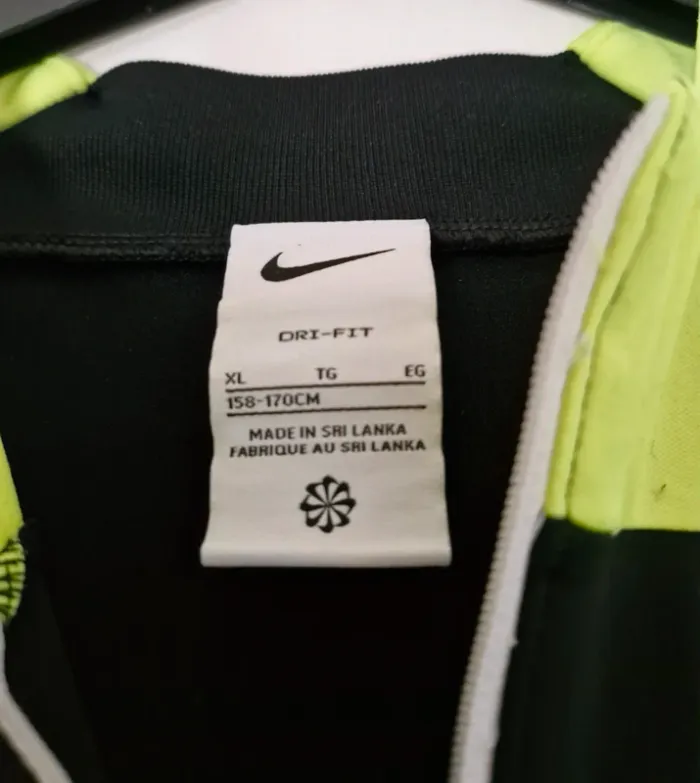 DRI-FIT
XL TG EG
158-170CM
MADE IN SRI LANKA
FABRIQUE AU SRI LANKA